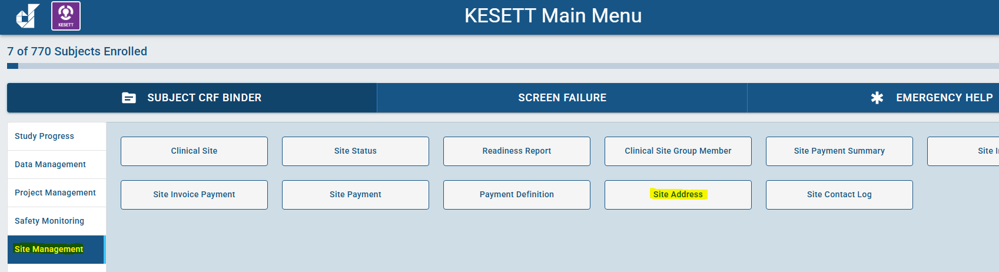 KESETT
KESETT Main Menu
7 of 770 Subjects Enrolled
SUBJECT CRF BINDER
SCREEN FAILURE
EMERGENCY HELP
Study Progress
Data Management
Project Management
Safety Monitoring
Site Management
Clinical Site
Site Status
Readiness Report
Clinical Site Group Member
Site Payment Summary
Site
Site Invoice Payment
Site Payment
Payment Definition
Site Address
Site Contact Log